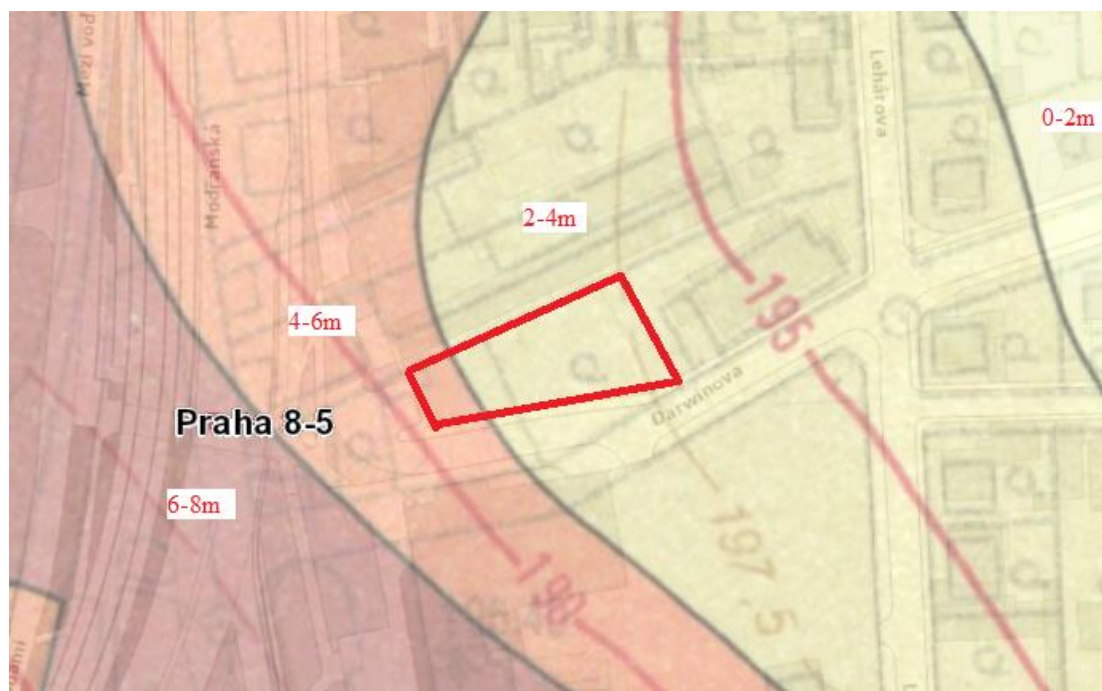 Mezi vod
Lehárova
0-2m
Modřanská
2-4m
195
4-6m
Darwinova
Praha 8-5
6-8m
197,5
190